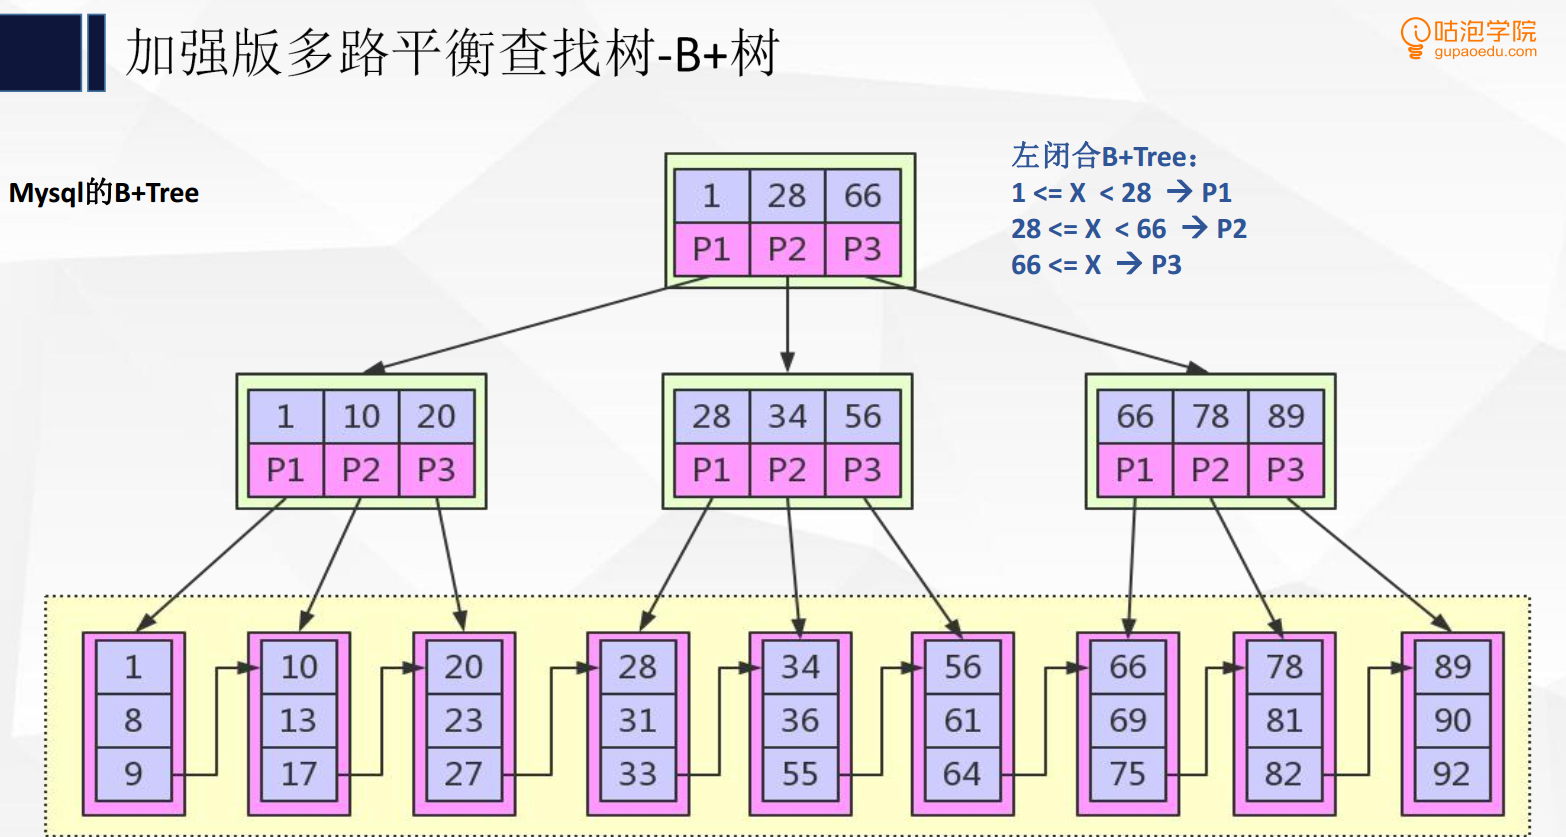 加强版多路平衡查找树-B+树
咕泡学院
gupaoedu.com
Mysql的B+Tree
左闭合B+Tree：
1 <= X < 28 → P1
28 <= X < 66 → P2
66 <= X → P3
1 28 66
P1 P2 P3
1 10 20 28 34 56 66 78 89
P1 P2 P3 P1 P2 P3 P1 P2 P3
1 10 20 28 34 56 66 78 89
8 13 23 31 36 61 69 81 90
9 17 27 33 55 64 75 82 92